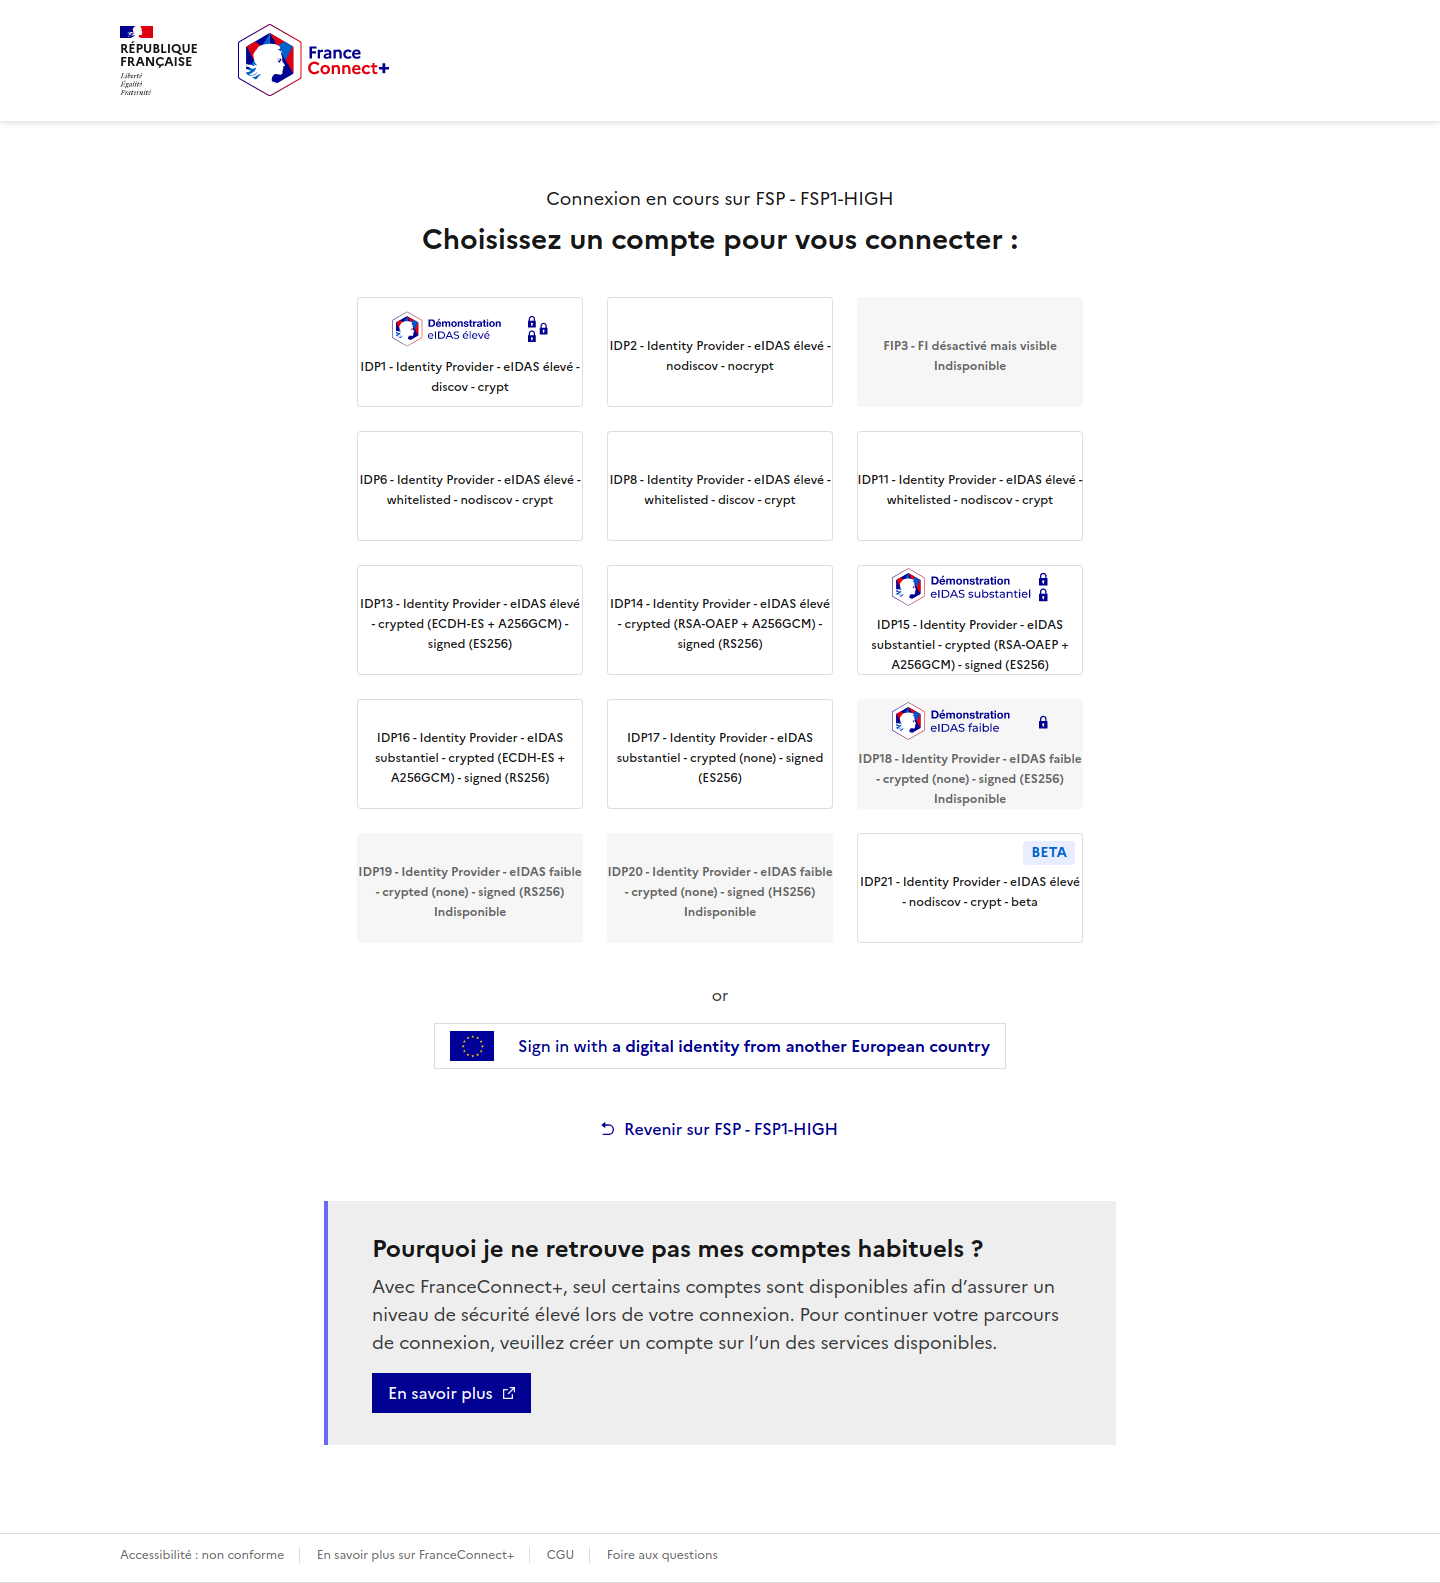 RÉPUBLIQUE
FRANÇAISE
Liberté
Égalité
Fraternité
France
Connect+
Connexion en cours sur FSP - FSP1-HIGH
Choisissez un compte pour vous connecter :
Démonstration
eIDAS élevé
IDP1 - Identity Provider - eIDAS élevé -
discov - crypt
IDP2 - Identity Provider - eIDAS élevé -
nodiscov - nocrypt
FIP3 - FI désactivé mais visible
Indisponible
IDP6 - Identity Provider - eIDAS élevé -
whitelisted - nodiscov - crypt
IDP8 - Identity Provider - eIDAS élevé -
whitelisted - discov - crypt
IDP11 - Identity Provider - eIDAS élevé -
whitelisted - nodiscov - crypt
IDP13 - Identity Provider - eIDAS élevé
- crypted (ECDH-ES + A256GCM) -
signed (ES256)
IDP14 - Identity Provider - eIDAS élevé
- crypted (RSA-OAEP + A256GCM) -
signed (RS256)
Démonstration
eIDAS substantiel
IDP15 - Identity Provider - eIDAS
substantiel - crypted (RSA-OAEP +
A256GCM) - signed (ES256)
IDP16 - Identity Provider - eIDAS
substantiel - crypted (ECDH-ES +
A256GCM) - signed (RS256)
IDP17 - Identity Provider - eIDAS
substantiel - crypted (none) - signed
(ES256)
Démonstration
eIDAS faible
IDP18 - Identity Provider - eIDAS faible
- crypted (none) - signed (ES256)
Indisponible
IDP19 - Identity Provider - eIDAS faible
- crypted (none) - signed (RS256)
Indisponible
IDP20 - Identity Provider - eIDAS faible
- crypted (none) - signed (HS256)
Indisponible
BETA
IDP21 - Identity Provider - eIDAS élevé
- nodiscov - crypt - beta
or
Sign in with a digital identity from another European country
Revenir sur FSP - FSP1-HIGH
Pourquoi je ne retrouve pas mes comptes habituels ?
Avec FranceConnect+, seul certains comptes sont disponibles afin d’assurer un
niveau de sécurité élevé lors de votre connexion. Pour continuer votre parcours
de connexion, veuillez créer un compte sur l’un des services disponibles.
En savoir plus
Accessibilité : non conforme
En savoir plus sur FranceConnect+
CGU
Foire aux questions